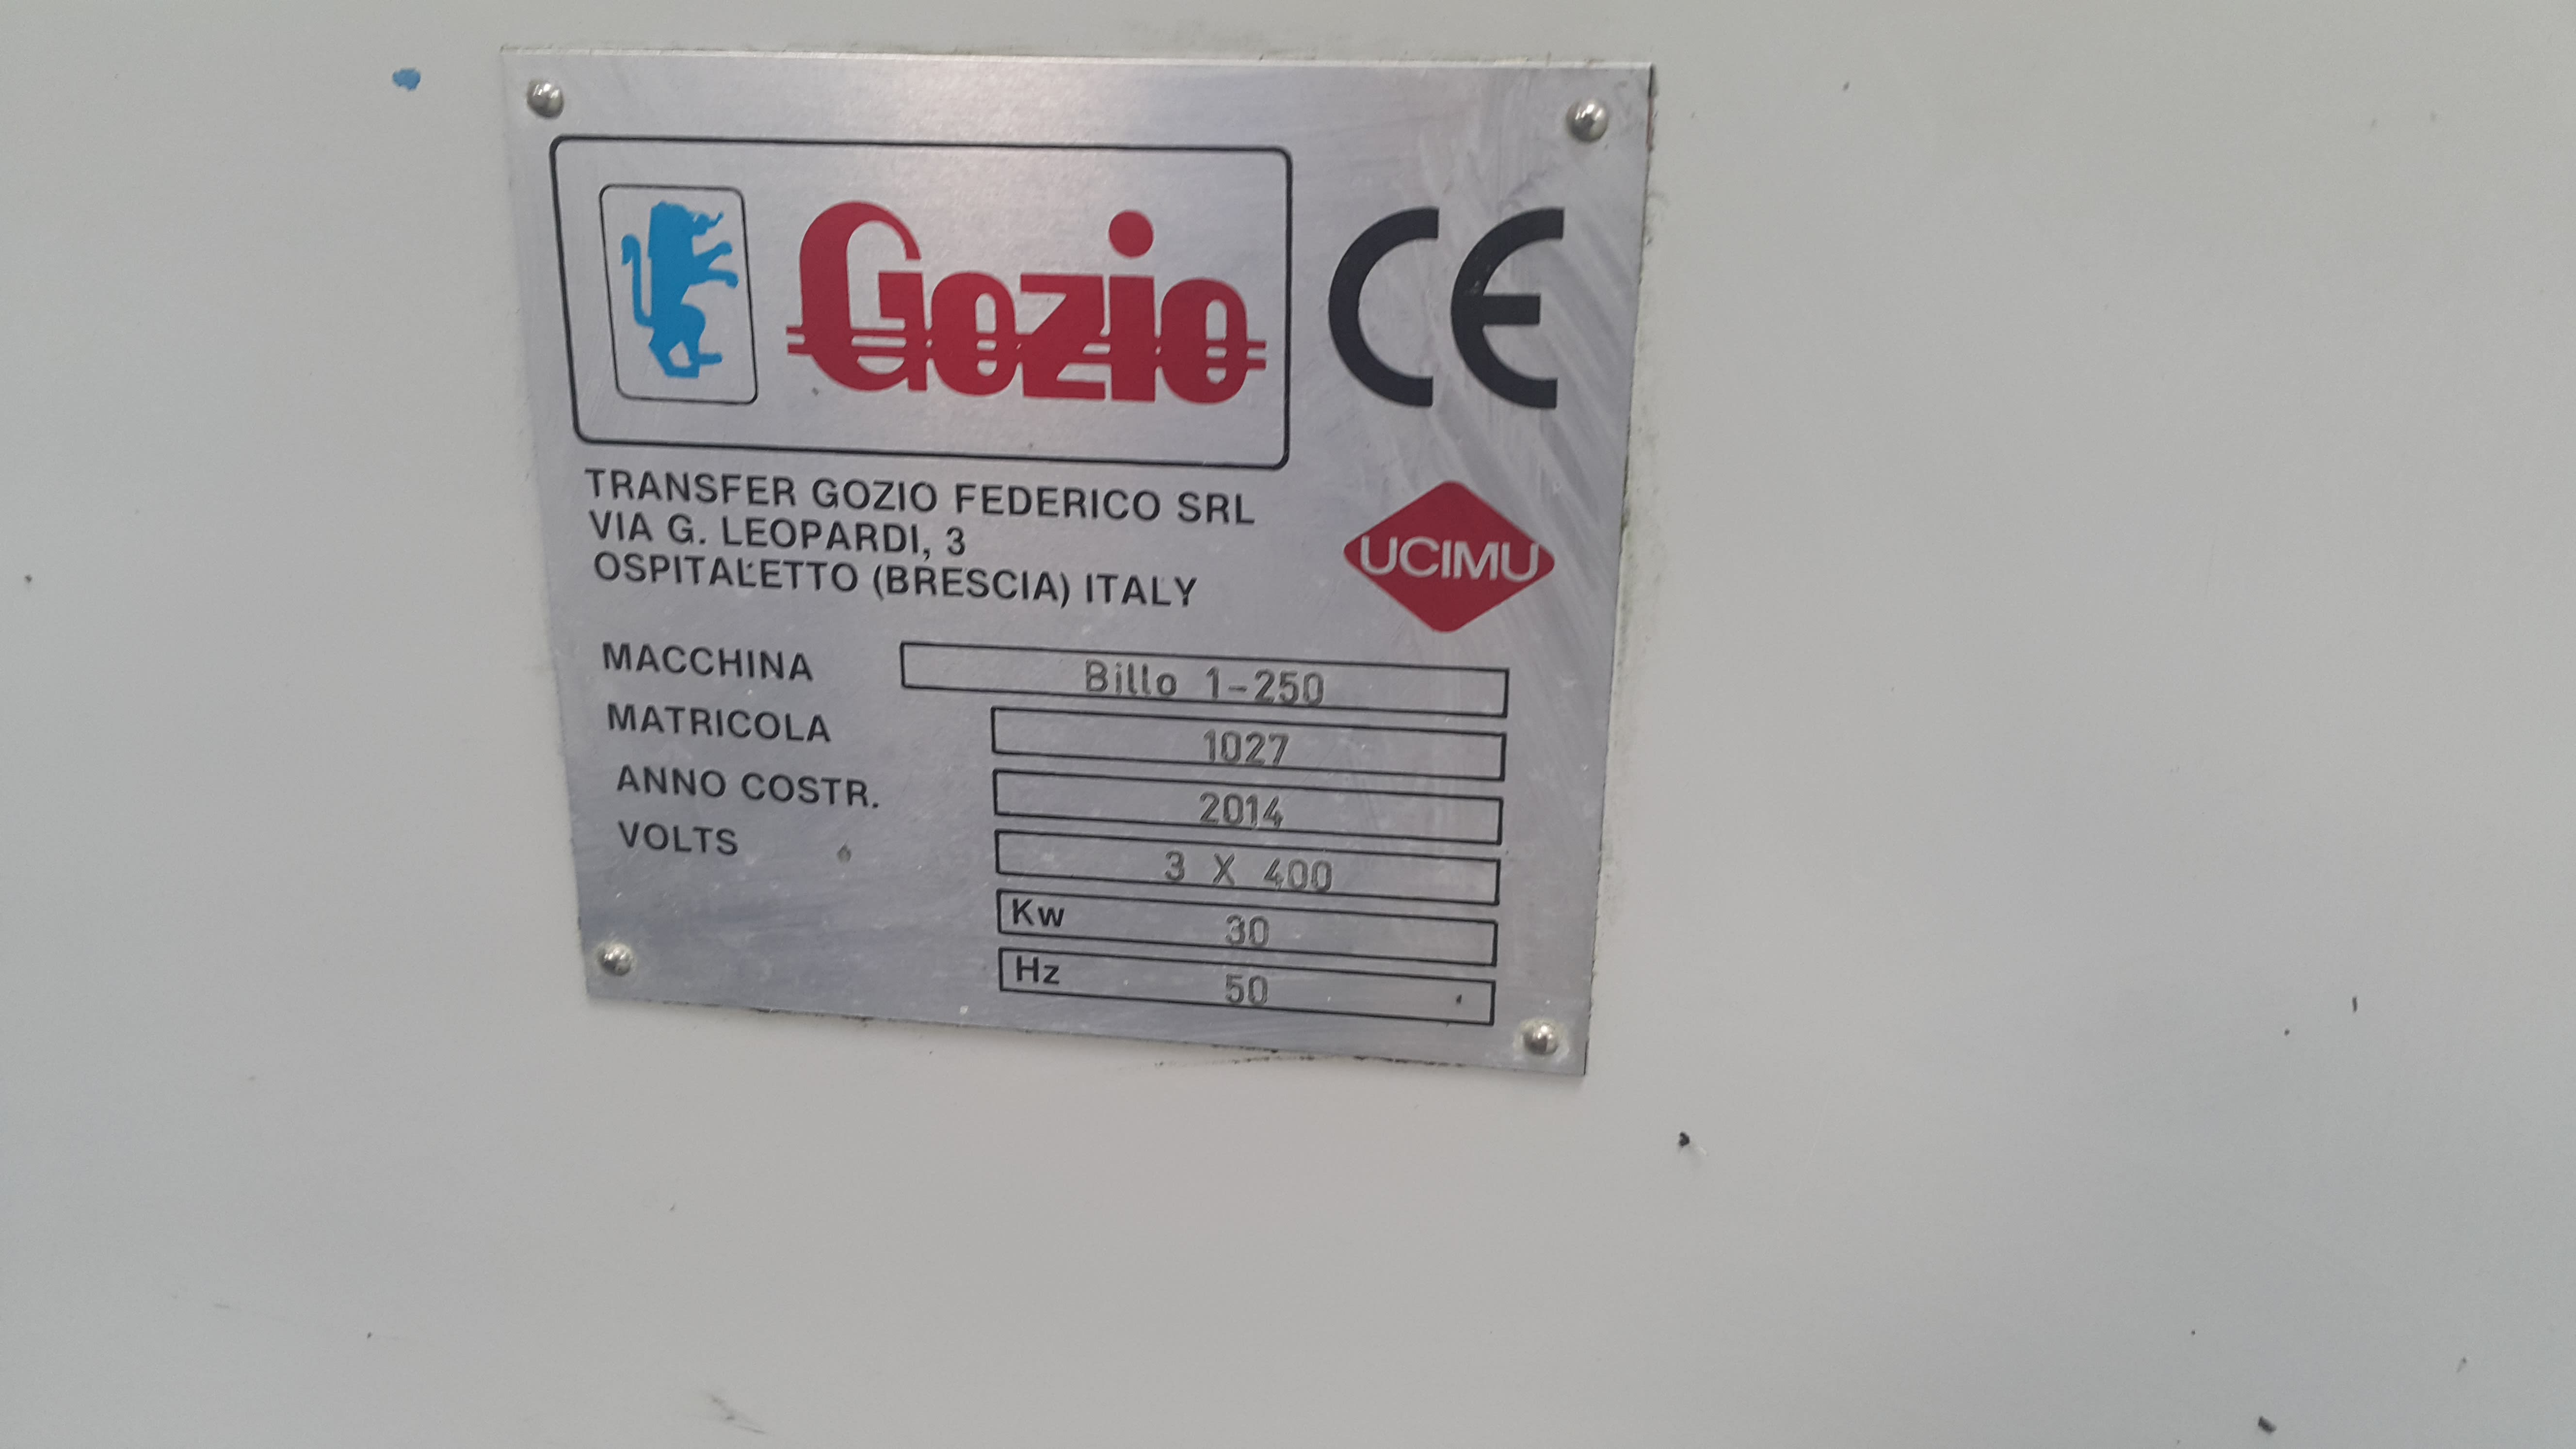 Gozio
CE
TRANSFER GOZIO FEDERICO SRL
VIA G. LEOPARDI, 3
OSPITALETTO (BRESCIA) ITALY
UCIMU
MACCHINA Billo 1-250
MATRICOLA 1027
ANNO COSTR. 2014
VOLTS 3 X 400
Kw 30
Hz 50